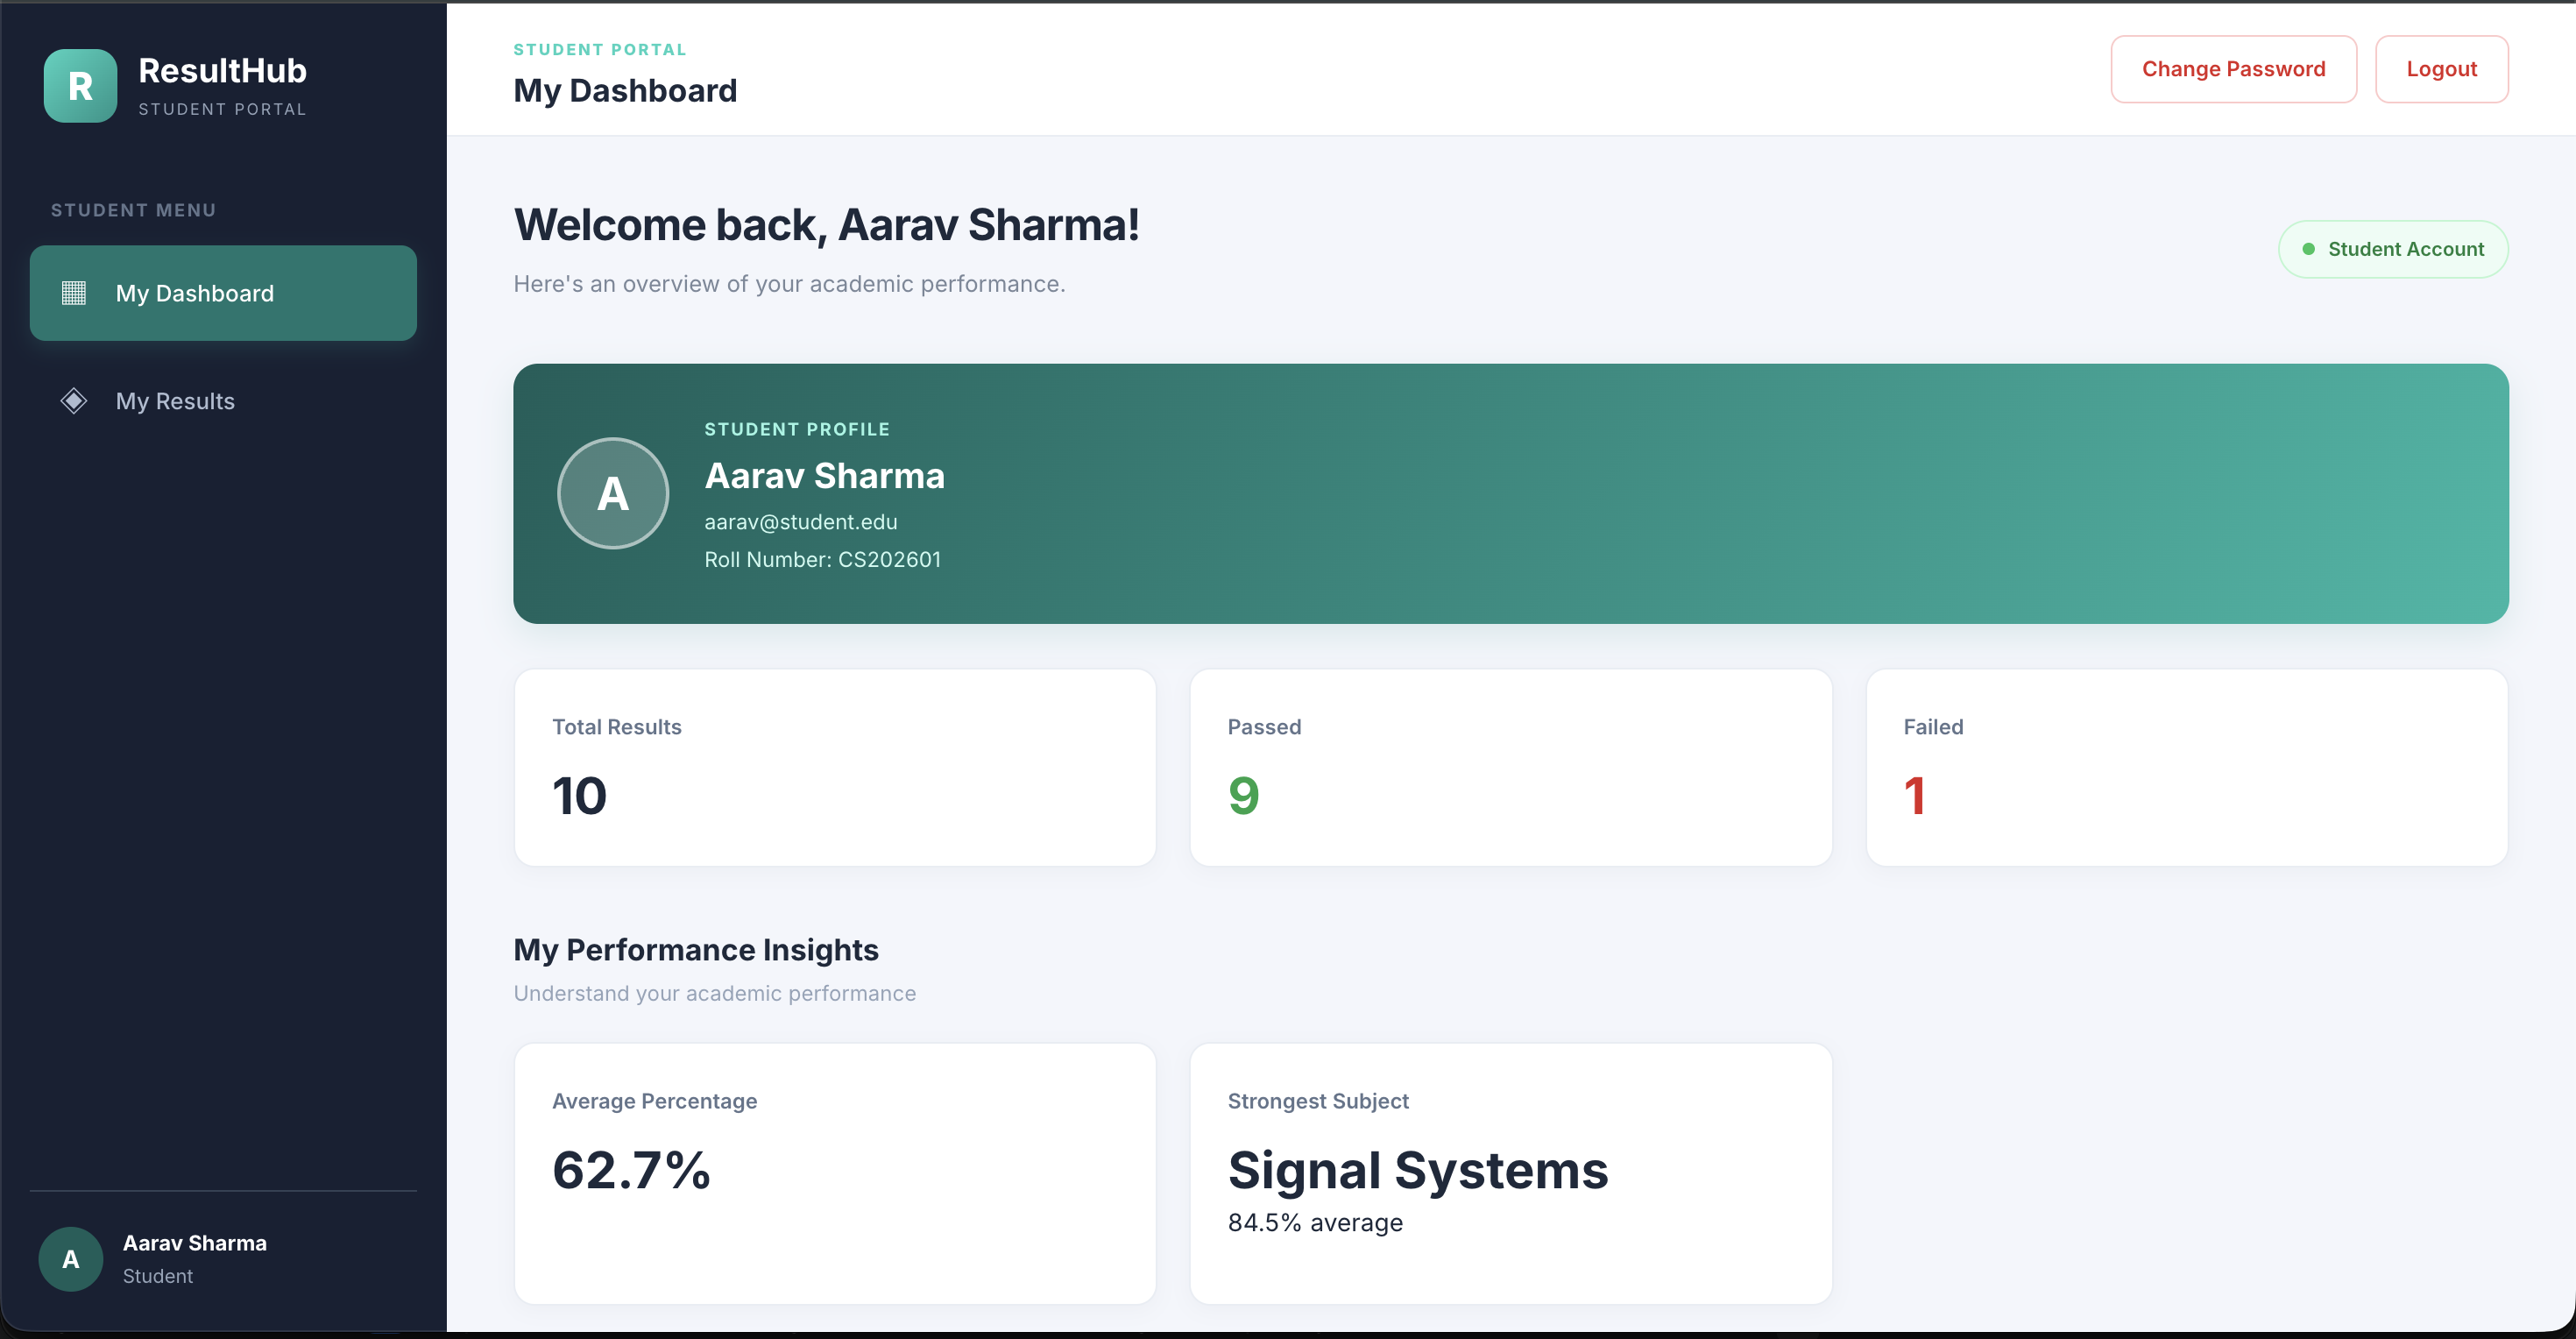 R
ResultHub
STUDENT PORTAL
STUDENT MENU
My Dashboard
My Results
A
Aarav Sharma
Student
STUDENT PORTAL
My Dashboard
Change Password
Logout
Welcome back, Aarav Sharma!
Here's an overview of your academic performance.
Student Account
A
STUDENT PROFILE
Aarav Sharma
aarav@student.edu
Roll Number: CS202601
Total Results
10
Passed
9
Failed
1
My Performance Insights
Understand your academic performance
Average Percentage
62.7%
Strongest Subject
Signal Systems
84.5% average